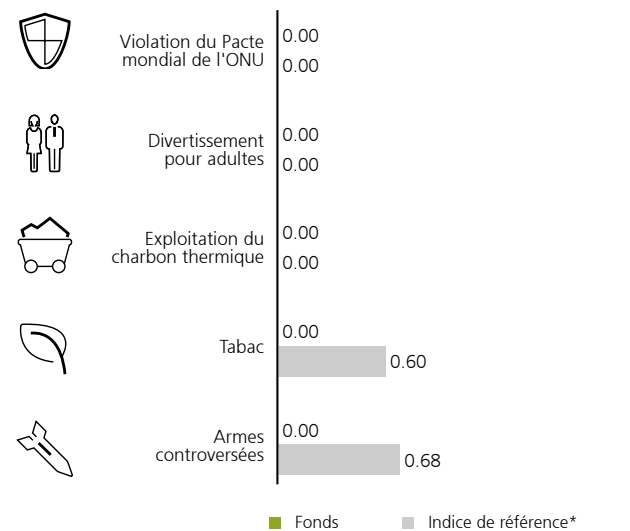 Violation du Pacte
mondial de l'ONU
0.00
0.00
Divertissement
pour adultes
0.00
0.00
Exploitation du
charbon thermique
0.00
0.00
Tabac
0.00
0.60
Armes
controversées
0.00
0.68
Fonds
Indice de référence*